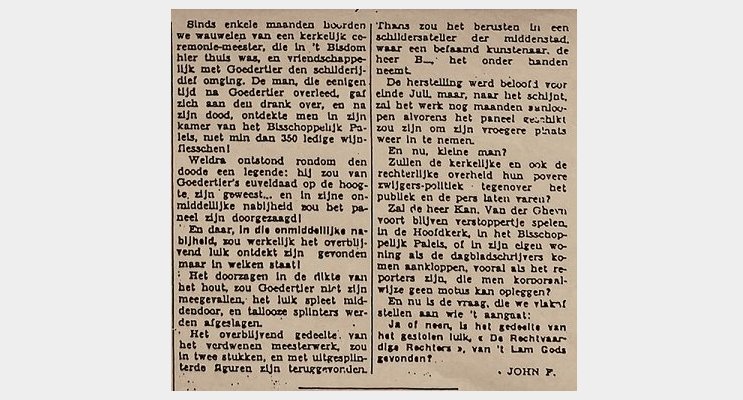 Sinds enkele maanden hoorden
we wauwelen van een kerkelijk ce-
remonie-meester, die in 't Bisdom
hier thuis was, en vriendschappe-
lijk met Goedertier den schilderij-
dief omging. De man, die eenigen
tijd na Goedertier overleed, gaf
zich aan den drank over, en na
zijn dood, ontdekte men in zijn
kamer van het Bisschoppelijk Pa-
leis, niet min dan 350 ledige wijn-
flesschen!
Weldra ontstond rondom den
doode een legende: hij zou van
Goedertier's euveldaad op de hoog-
te zijn geweest... en in zijne on-
middellijke nabijheid zou het pa-
neel zijn doorgezaagd!
En daar, in die onmiddellijke na-
bijheid, zou werkelijk het overblij-
vend luik ontdekt zijn gevonden
maar in welken staat!
Het doorzagen in de dikte van
het hout, zou Goedertier niet zijn
meegevallen, het luik spleet mid-
dendoor, en tallooze splinters wer-
den afgeslagen.
Het overblijvend gedeelte van
het verdwenen meesterwerk, zou
in twee stukken, en met uitgesplin-
terde figuren zijn teruggevonden.
Thans zou het berusten in een
schildersatelier der middenstad,
waar een befaamd kunstenaar, de
heer B..., het onder handen
neemt.
De herstelling werd beloofd voor
einde Juli, maar, naar het schijnt,
zal het werk nog maanden aanloo-
pen alvorens het paneel geschikt
zou zijn om zijn vroegere plaats
weer in te nemen.
En nu, kleine man?
Zullen de kerkelijke en ook de
rechterlijke overheid hun povere
zwijgers-politiek tegenover het
publiek en de pers laten varen?
Zal de heer Kan. Van der Gheyn
voort blijven verstoppertje spelen,
in de Hoofdkerk, in het Bisschop-
pelijk Paleis, of in zijn eigen wo-
ning als de dagbladschrijvers ko-
men aankloppen, vooral als het re-
porters zijn, die men korporaal-
wijze geen motus kan opleggen?
En nu is de vraag, die we vlakaf
stellen aan wie 't aangaat:
Ja of neen, is het gedeelte van
het gestolen luik, « De Rechtvaar-
dige Rechters », van 't Lam Gods
gevonden?
JOHN F.